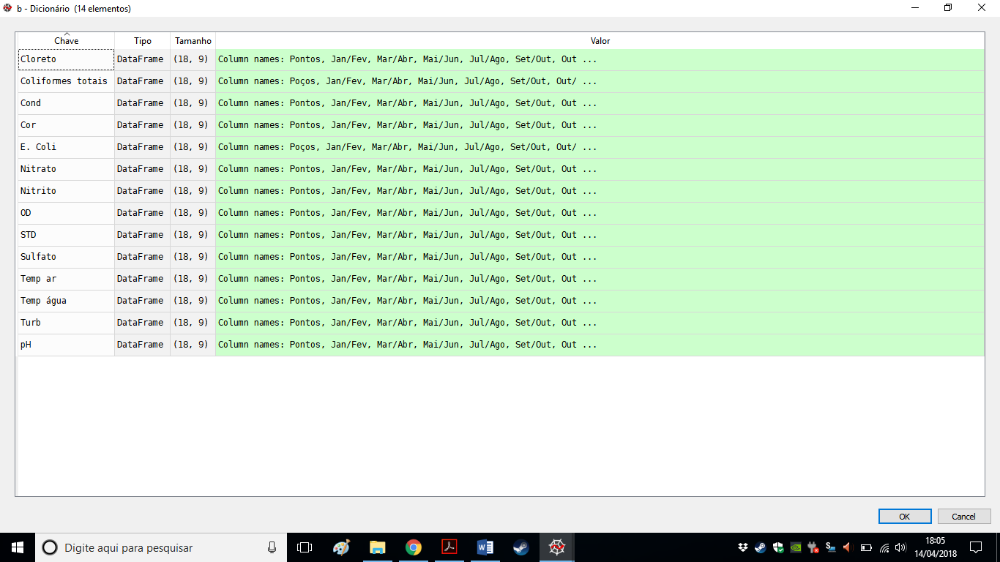 b - Dicionário (14 elementos)
Chave Tipo Tamanho Valor
Cloreto DataFrame (18, 9) Column names: Pontos, Jan/Fev, Mar/Abr, Mai/Jun, Jul/Ago, Set/Out, Out ...
Coliformes totais DataFrame (18, 9) Column names: Poços, Jan/Fev, Mar/Abr, Mai/Jun, Jul/Ago, Set/Out, Out/ ...
Cond DataFrame (18, 9) Column names: Pontos, Jan/Fev, Mar/Abr, Mai/Jun, Jul/Ago, Set/Out, Out ...
Cor DataFrame (18, 9) Column names: Pontos, Jan/Fev, Mar/Abr, Mai/Jun, Jul/Ago, Set/Out, Out ...
E. Coli DataFrame (18, 9) Column names: Poços, Jan/Fev, Mar/Abr, Mai/Jun, Jul/Ago, Set/Out, Out/ ...
Nitrato DataFrame (18, 9) Column names: Pontos, Jan/Fev, Mar/Abr, Mai/Jun, Jul/Ago, Set/Out, Out ...
Nitrito DataFrame (18, 9) Column names: Pontos, Jan/Fev, Mar/Abr, Mai/Jun, Jul/Ago, Set/Out, Out ...
OD DataFrame (18, 9) Column names: Pontos, Jan/Fev, Mar/Abr, Mai/Jun, Jul/Ago, Set/Out, Out ...
STD DataFrame (18, 9) Column names: Pontos, Jan/Fev, Mar/Abr, Mai/Jun, Jul/Ago, Set/Out, Out ...
Sulfato DataFrame (18, 9) Column names: Pontos, Jan/Fev, Mar/Abr, Mai/Jun, Jul/Ago, Set/Out, Out ...
Temp ar DataFrame (18, 9) Column names: Pontos, Jan/Fev, Mar/Abr, Mai/Jun, Jul/Ago, Set/Out, Out ...
Temp água DataFrame (18, 9) Column names: Pontos, Jan/Fev, Mar/Abr, Mai/Jun, Jul/Ago, Set/Out, Out ...
Turb DataFrame (18, 9) Column names: Pontos, Jan/Fev, Mar/Abr, Mai/Jun, Jul/Ago, Set/Out, Out ...
pH DataFrame (18, 9) Column names: Pontos, Jan/Fev, Mar/Abr, Mai/Jun, Jul/Ago, Set/Out, Out ...
OK Cancel
Digite aqui para pesquisar
18:05
14/04/2018